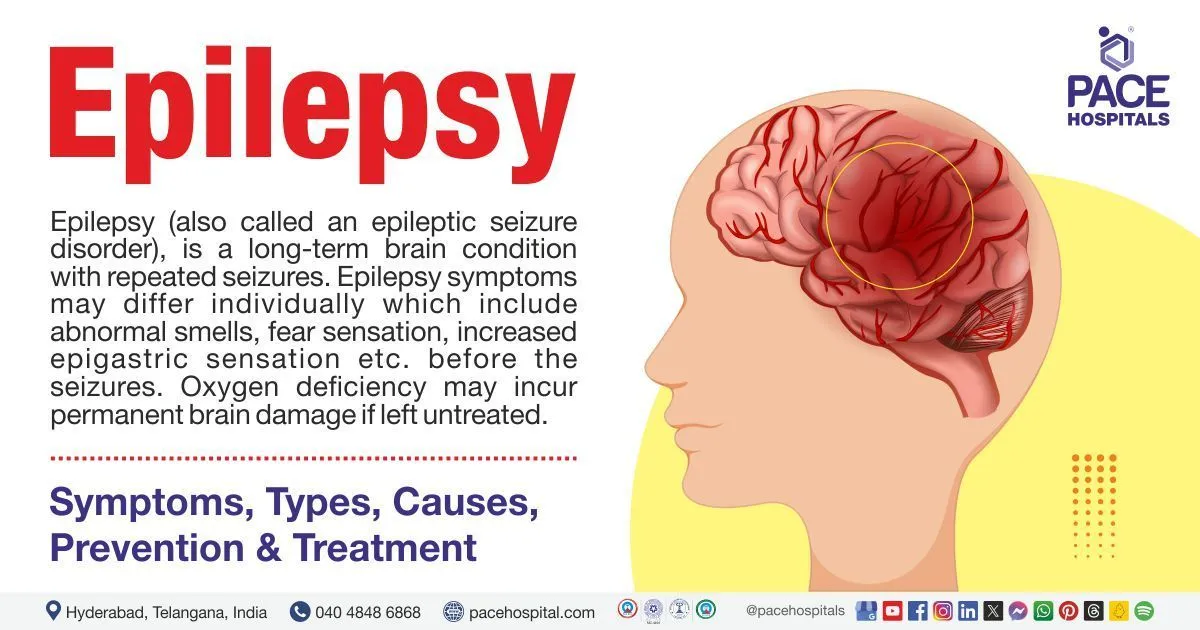 Epilepsy
PACE
HOSPITALS
Epilepsy (also called an epileptic seizure
disorder), is a long-term brain condition
with repeated seizures. Epilepsy symptoms
may differ individually which include
abnormal smells, fear sensation, increased
epigastric sensation etc. before the
seizures. Oxygen deficiency may incur
permanent brain damage if left untreated.
Symptoms, Types, Causes,
Prevention & Treatment
Hyderabad, Telangana, India 040 4848 6868 pacehospital.com @pacehospitals